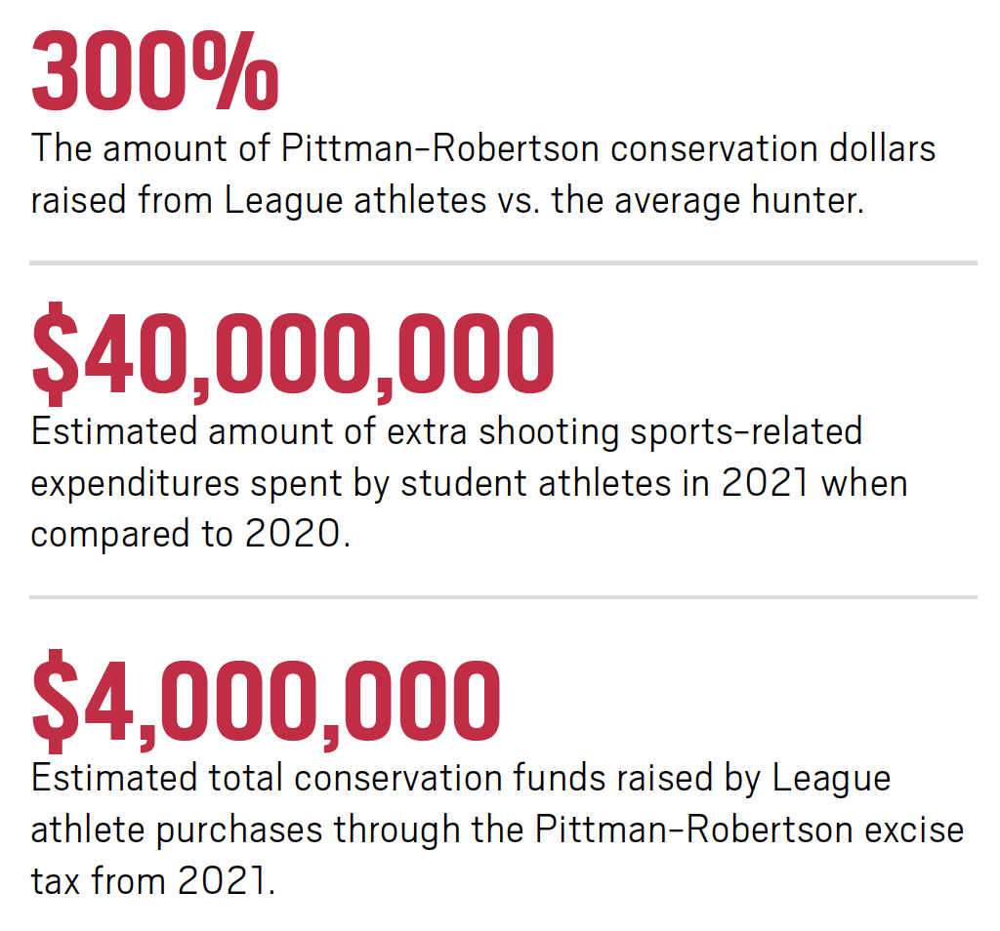 300%
The amount of Pittman-Robertson conservation dollars
raised from League athletes vs. the average hunter.
$40,000,000
Estimated amount of extra shooting sports-related
expenditures spent by student athletes in 2021 when
compared to 2020.
$4,000,000
Estimated total conservation funds raised by League
athlete purchases through the Pittman-Robertson excise
tax from 2021.